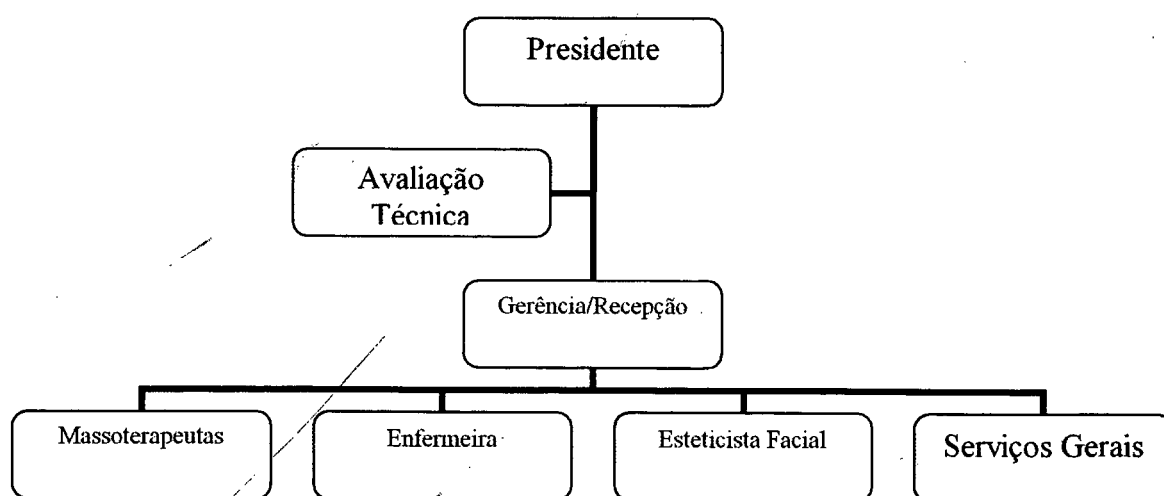 Presidente
Avaliação
Técnica
Gerência/Recepção
Massoterapeutas
Enfermeira
Esteticista Facial
Serviços Gerais